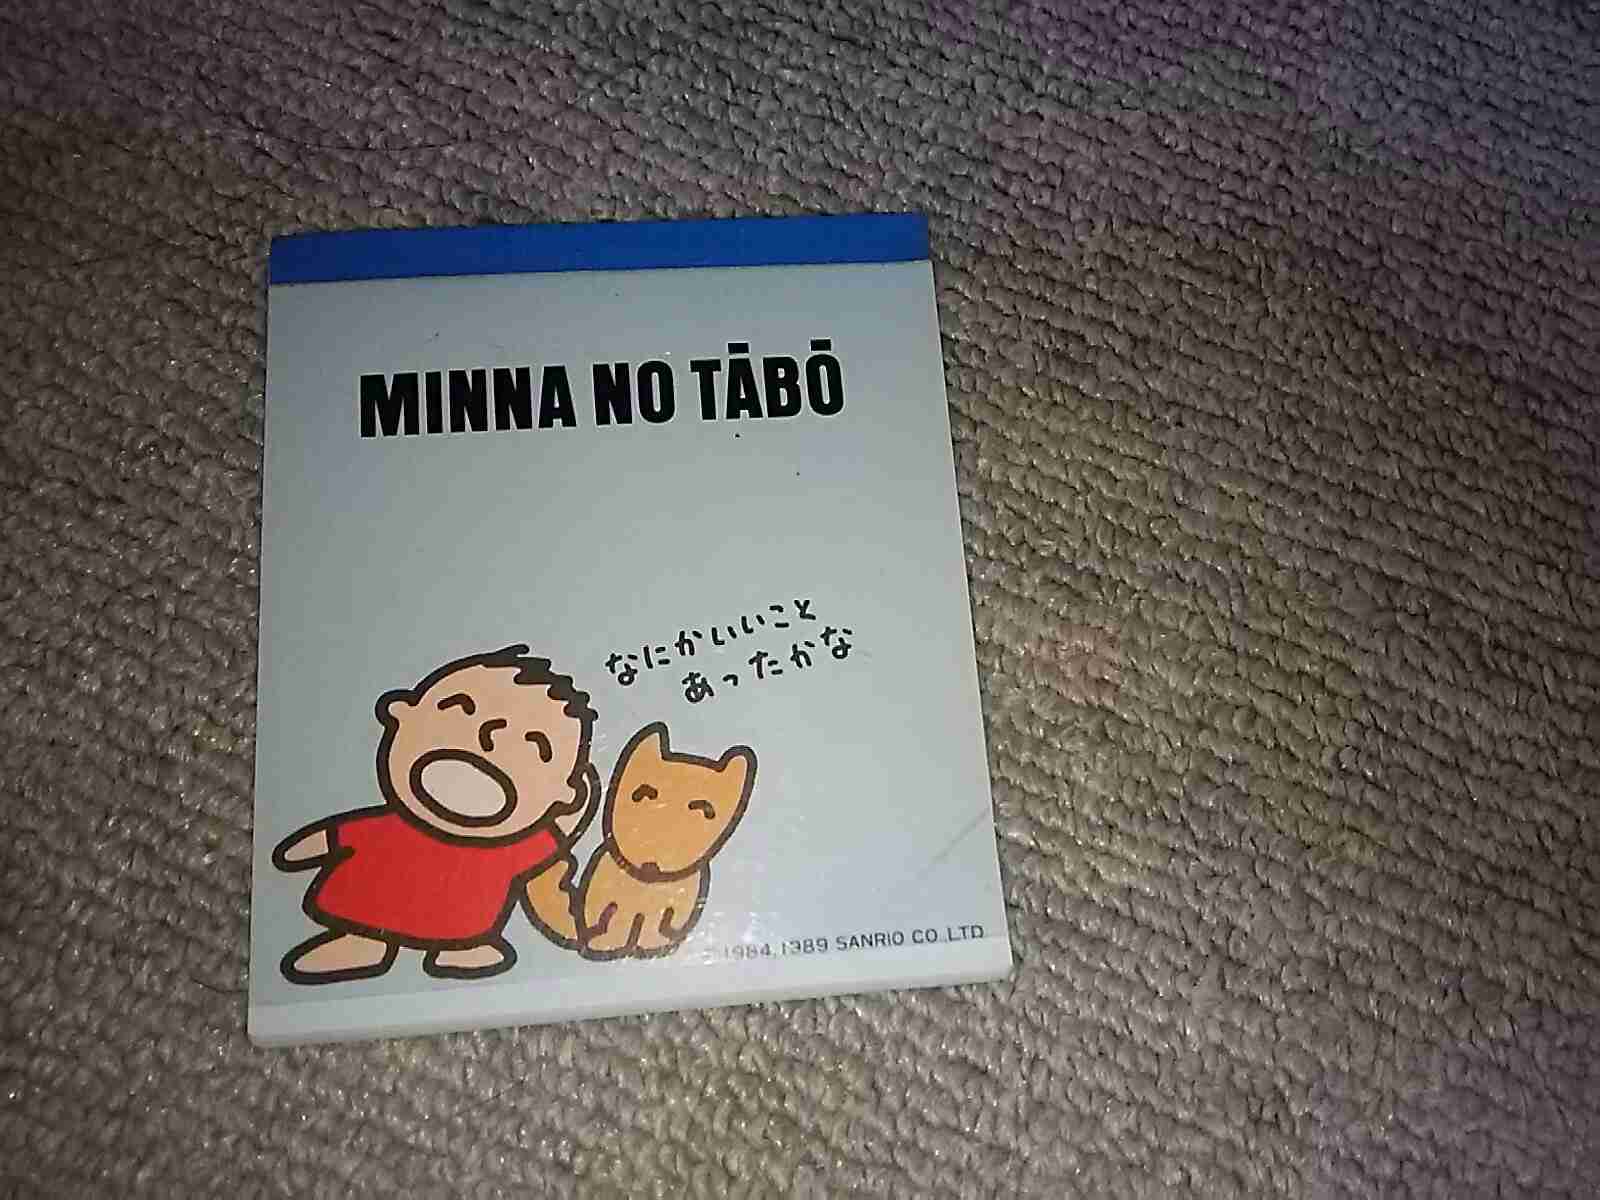 MINNA NO TĀBŌ
なにかいいこと
あったかな
©1984, 1989 SANRIO CO., LTD